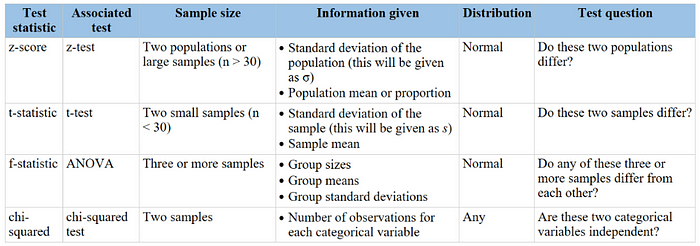 Test statistic | Associated test | Sample size | Information given | Distribution | Test question
z-score | z-test | Two populations or large samples (n > 30) | • Standard deviation of the population (this will be given as σ) • Population mean or proportion | Normal | Do these two populations differ?
t-statistic | t-test | Two small samples (n < 30) | • Standard deviation of the sample (this will be given as s) • Sample mean | Normal | Do these two samples differ?
f-statistic | ANOVA | Three or more samples | • Group sizes • Group means • Group standard deviations | Normal | Do any of these three or more samples differ from each other?
chi-squared | chi-squared test | Two samples | • Number of observations for each categorical variable | Any | Are these two categorical variables independent?